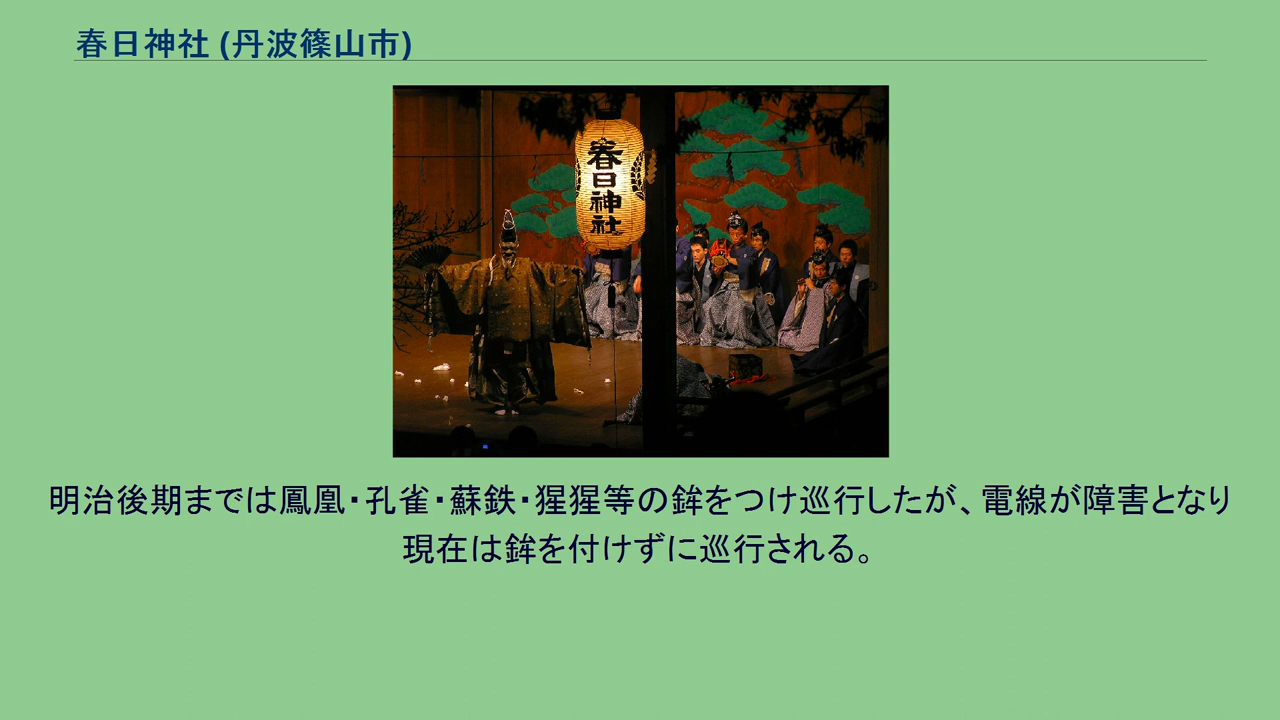 春日神社 (丹波篠山市)
春日神社
明治後期までは鳳凰・孔雀・蘇鉄・猩猩等の鉾をつけ巡行したが、電線が障害となり
現在は鉾を付けずに巡行される。